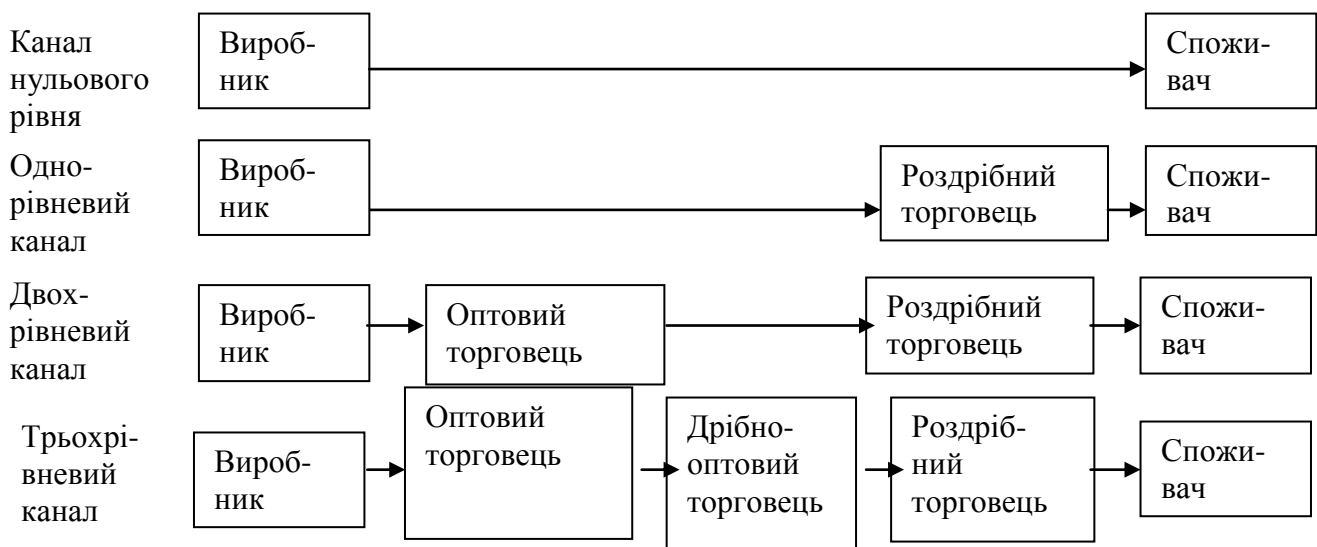 Канал
нульового
рівня
Вироб-
ник
Спожи-
вач
Одно-
рівневий
канал
Вироб-
ник
Роздрібний
торговець
Спожи-
вач
Двох-
рівневий
канал
Вироб-
ник
Оптовий
торговець
Роздрібний
торговець
Спожи-
вач
Трьохрі-
вневий
канал
Вироб-
ник
Оптовий
торговець
Дрібно-
оптовий
торговець
Роздріб-
ний
торговець
Спожи-
вач